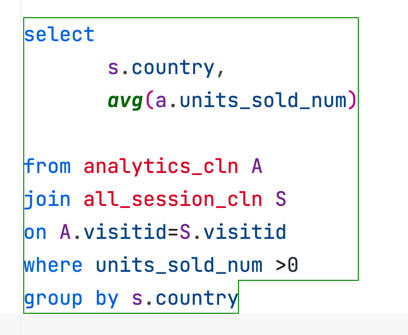 select
s.country,
avg(a.units_sold_num)
from analytics_cln A
join all_session_cln S
on A.visitid=S.visitid
where units_sold_num >0
group by s.country